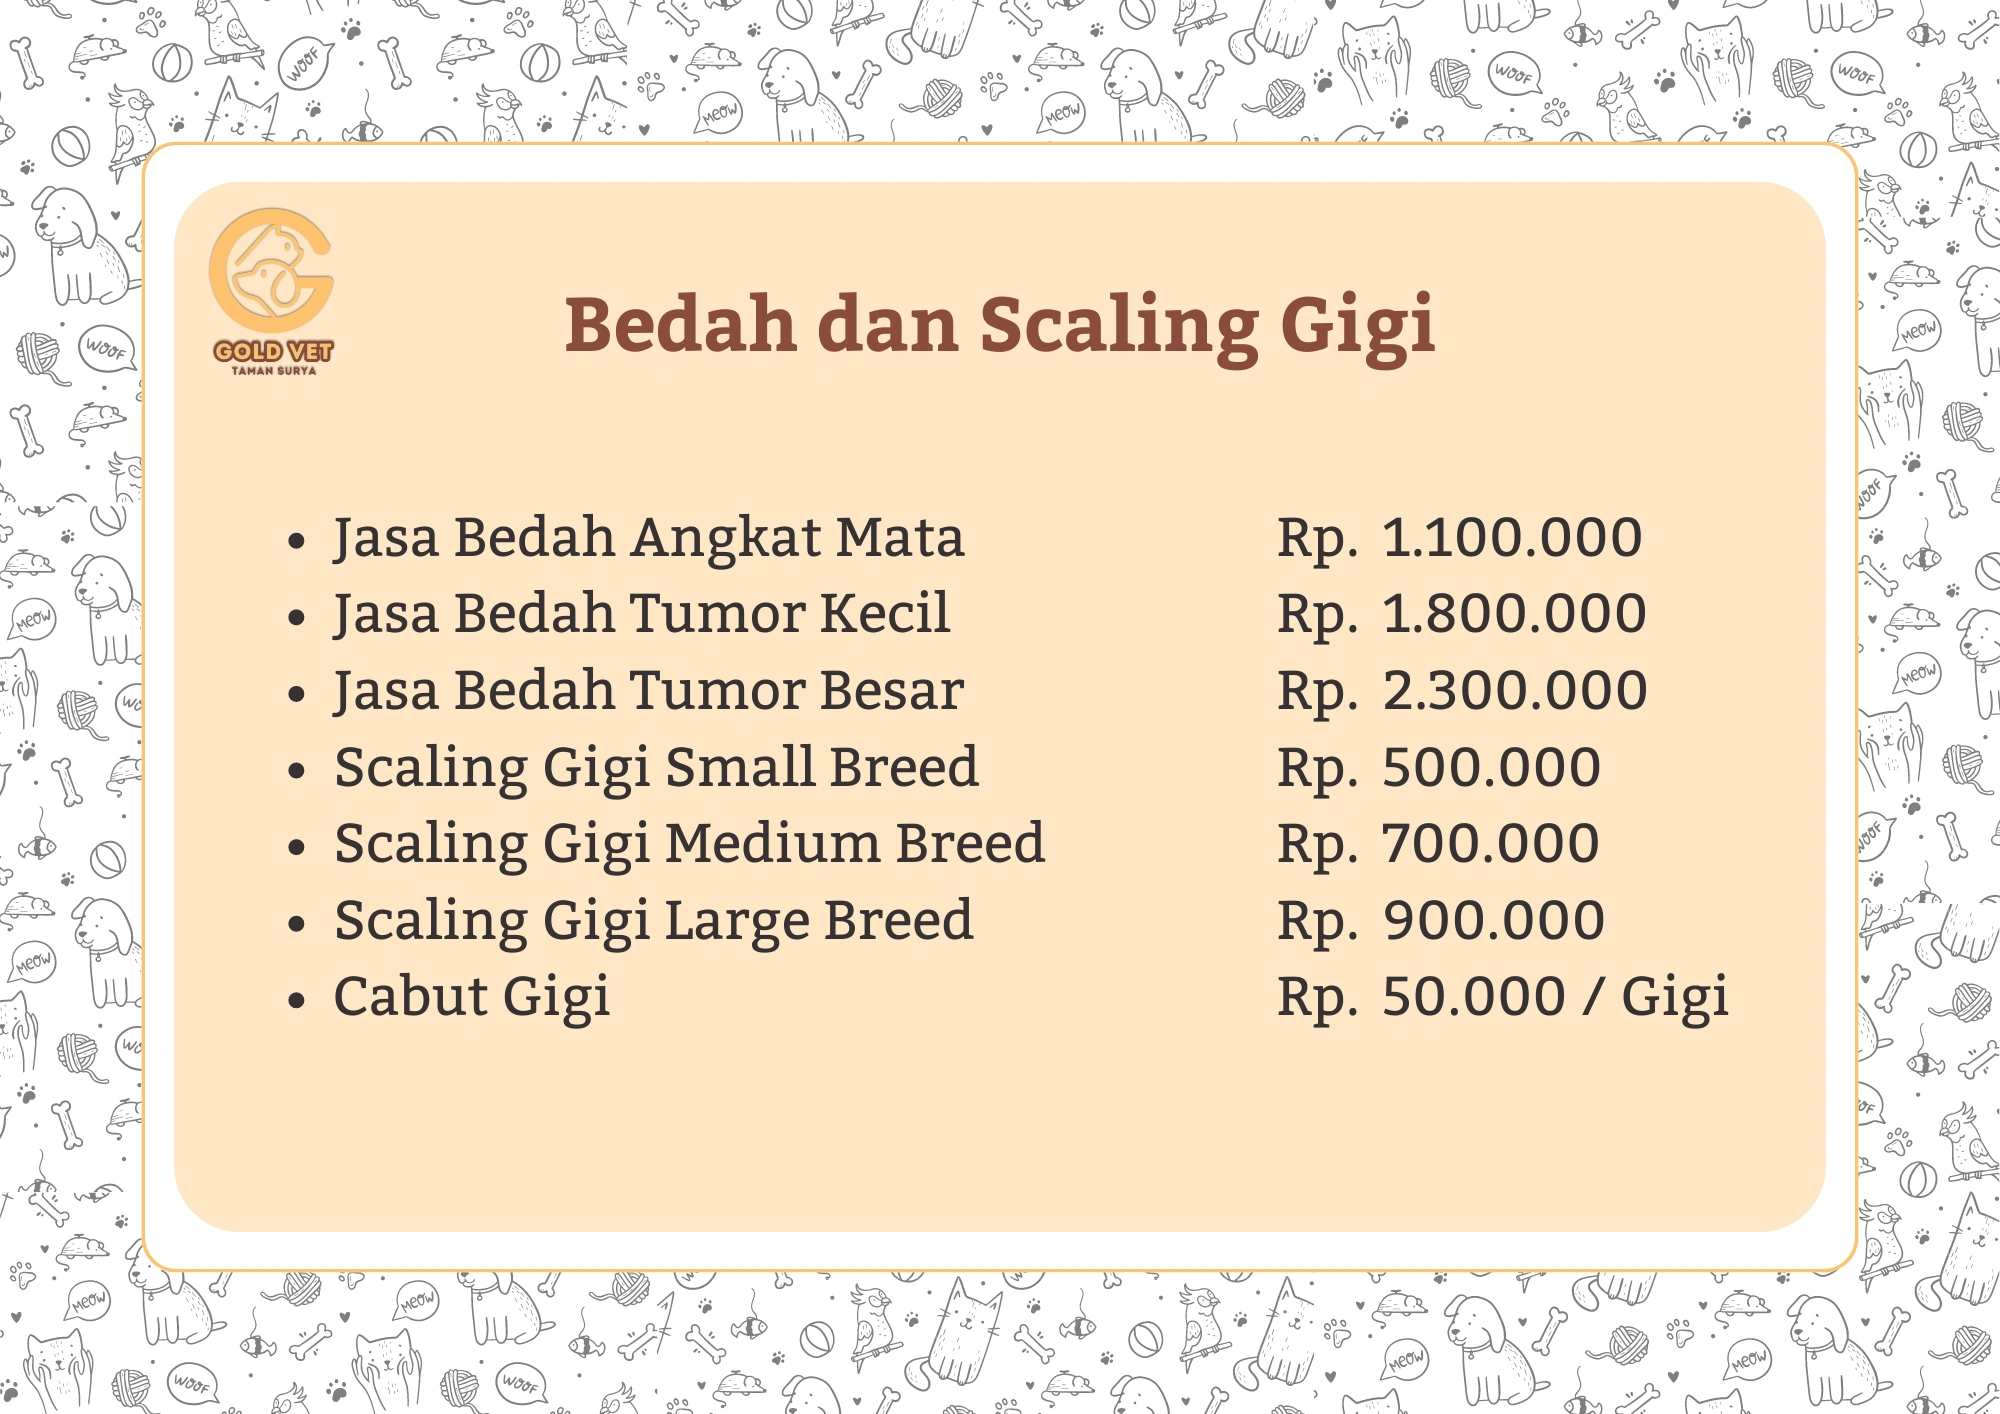 GOLD VET
TAMAN SURYA
Bedah dan Scaling Gigi
• Jasa Bedah Angkat Mata Rp. 1.100.000
• Jasa Bedah Tumor Kecil Rp. 1.800.000
• Jasa Bedah Tumor Besar Rp. 2.300.000
• Scaling Gigi Small Breed Rp. 500.000
• Scaling Gigi Medium Breed Rp. 700.000
• Scaling Gigi Large Breed Rp. 900.000
• Cabut Gigi Rp. 50.000 / Gigi